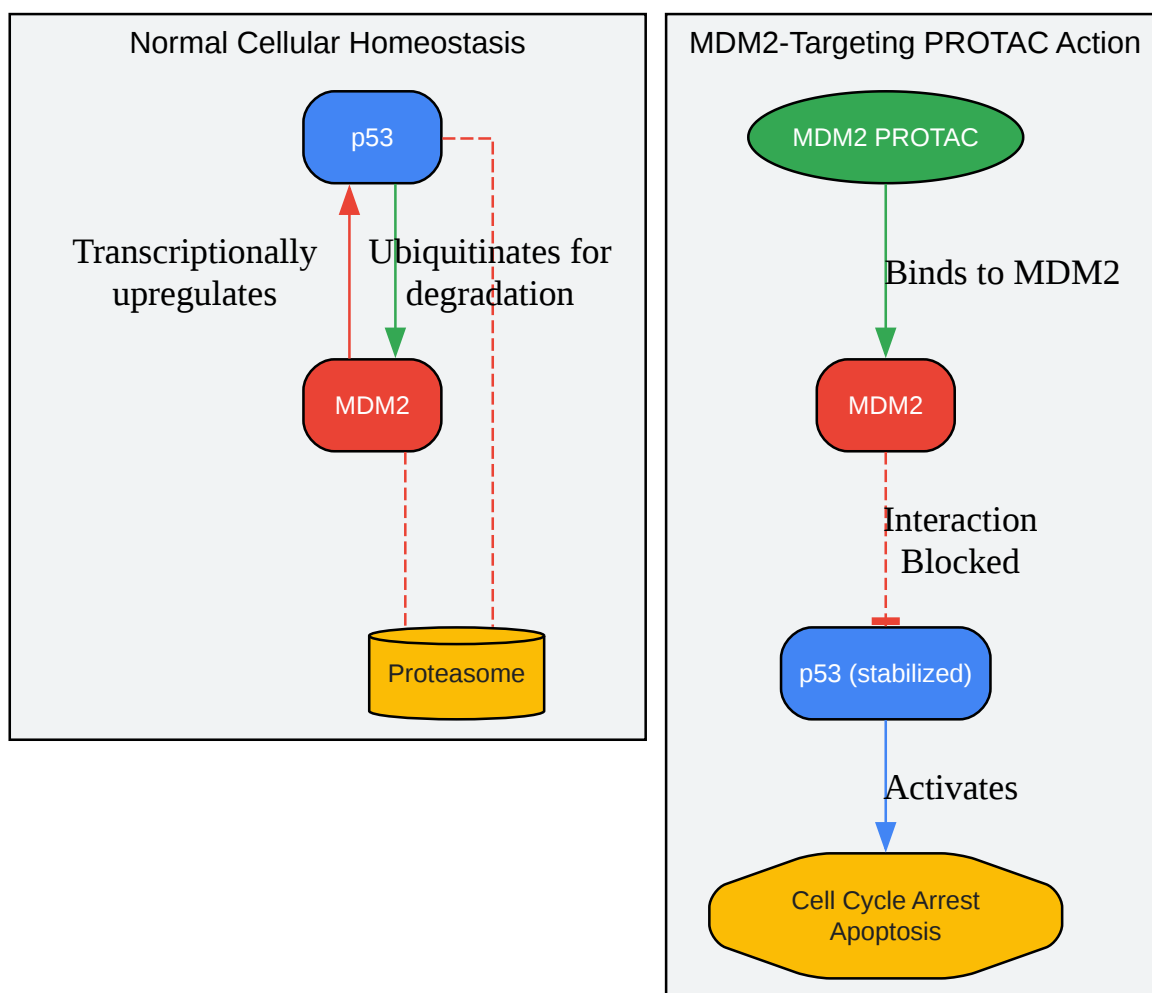 Normal Cellular Homeostasis
p53
Transcriptionally
upregulates
Ubiquitinates for
degradation
MDM2
Proteasome
MDM2-Targeting PROTAC Action
MDM2 PROTAC
Binds to MDM2
MDM2
Interaction
Blocked
p53 (stabilized)
Activates
Cell Cycle Arrest
Apoptosis